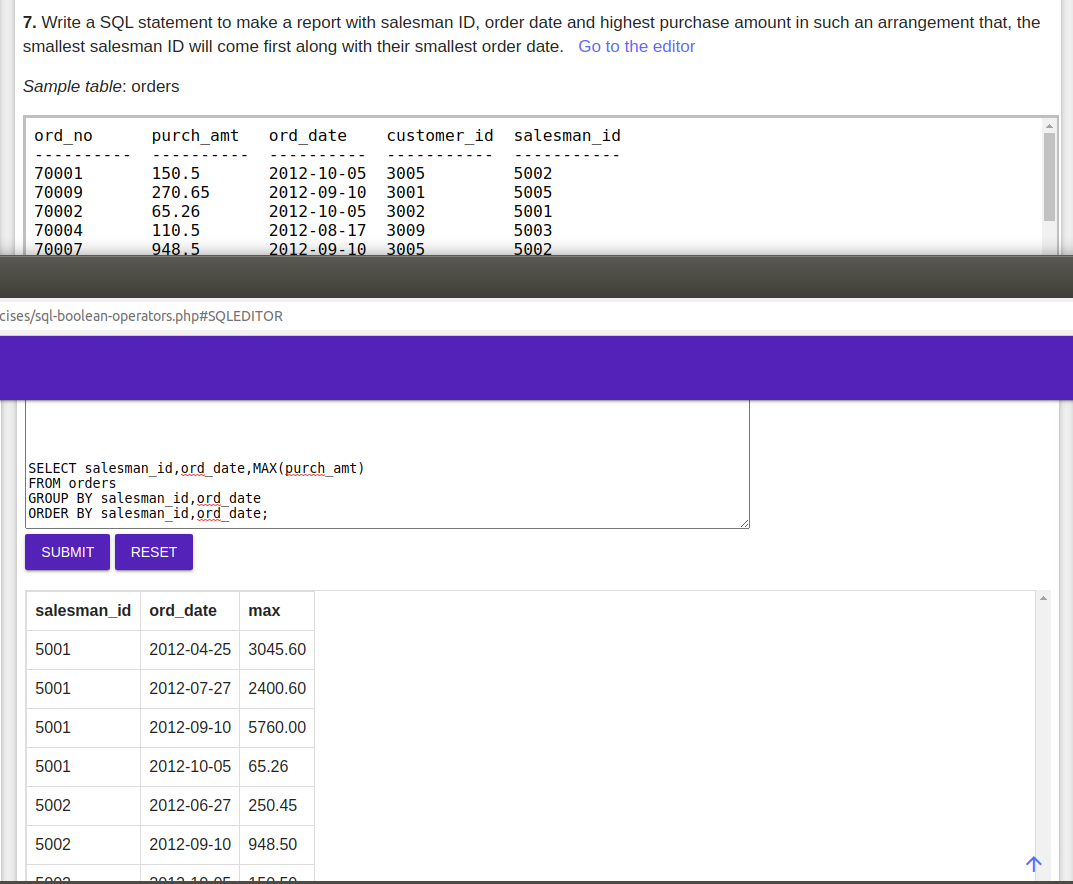 7. Write a SQL statement to make a report with salesman ID, order date and highest purchase amount in such an arrangement that, the
smallest salesman ID will come first along with their smallest order date. Go to the editor
Sample table: orders
ord_no purch_amt ord_date customer_id salesman_id
---------- ---------- ---------- ----------- -----------
70001 150.5 2012-10-05 3005 5002
70009 270.65 2012-09-10 3001 5005
70002 65.26 2012-10-05 3002 5001
70004 110.5 2012-08-17 3009 5003
70007 948.5 2012-09-10 3005 5002
cises/sql-boolean-operators.php#SQLEDITOR
SELECT salesman_id,ord_date,MAX(purch_amt)
FROM orders
GROUP BY salesman_id,ord_date
ORDER BY salesman_id,ord_date;
SUBMIT RESET
salesman_id ord_date max
5001 2012-04-25 3045.60
5001 2012-07-27 2400.60
5001 2012-09-10 5760.00
5001 2012-10-05 65.26
5002 2012-06-27 250.45
5002 2012-09-10 948.50
5002 2012-10-05 150.50